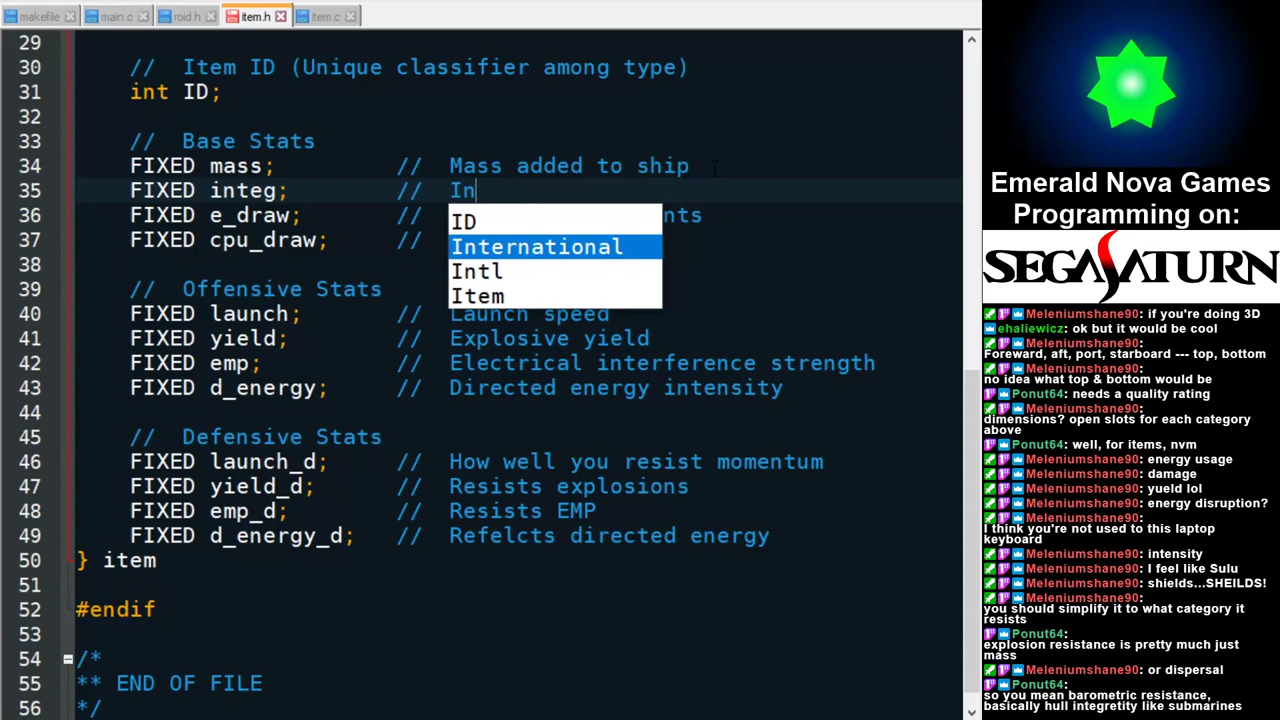 makefile
main.c
roid.h
item.h
item.c
29
30 // Item ID (Unique classifier among type)
31 int ID;
32
33 // Base Stats
34 FIXED mass; // Mass added to ship
35 FIXED integ; // In
36 FIXED e_draw; // nts
37 FIXED cpu_draw; //
ID
International
Intl
Item
38
39 // Offensive Stats
40 FIXED launch; // Launch speed
41 FIXED yield; // Explosive yield
42 FIXED emp; // Electrical interference strength
43 FIXED d_energy; // Directed energy intensity
44
45 // Defensive Stats
46 FIXED launch_d; // How well you resist momentum
47 FIXED yield_d; // Resists explosions
48 FIXED emp_d; // Resists EMP
49 FIXED d_energy_d; // Refelcts directed energy
50 } item
51
52 #endif
53
54 /*
55 ** END OF FILE
56 */
Emerald Nova Games
Programming on:
SEGA SATURN
Meleniumshane90: if you're doing 3D
ehaliewicz: ok but it would be cool
Meleniumshane90:
Foreward, aft, port, starboard --- top, bottom
Meleniumshane90:
no idea what top & bottom would be
Ponut64: needs a quality rating
Meleniumshane90:
dimensions? open slots for each category
above
Ponut64: well, for items, nvm
Meleniumshane90: energy usage
Meleniumshane90: damage
Meleniumshane90: yueld lol
Meleniumshane90: energy disruption?
Meleniumshane90:
I think you're not used to this laptop
keyboard
Meleniumshane90: intensity
Meleniumshane90: I feel like Sulu
Meleniumshane90: shields...SHEILDS!
Meleniumshane90:
you should simplify it to what category it
resists
Ponut64:
explosion resistance is pretty much just
mass
Meleniumshane90: or dispersal
Ponut64:
so you mean barometric resistance,
basically hull integretity like submarines